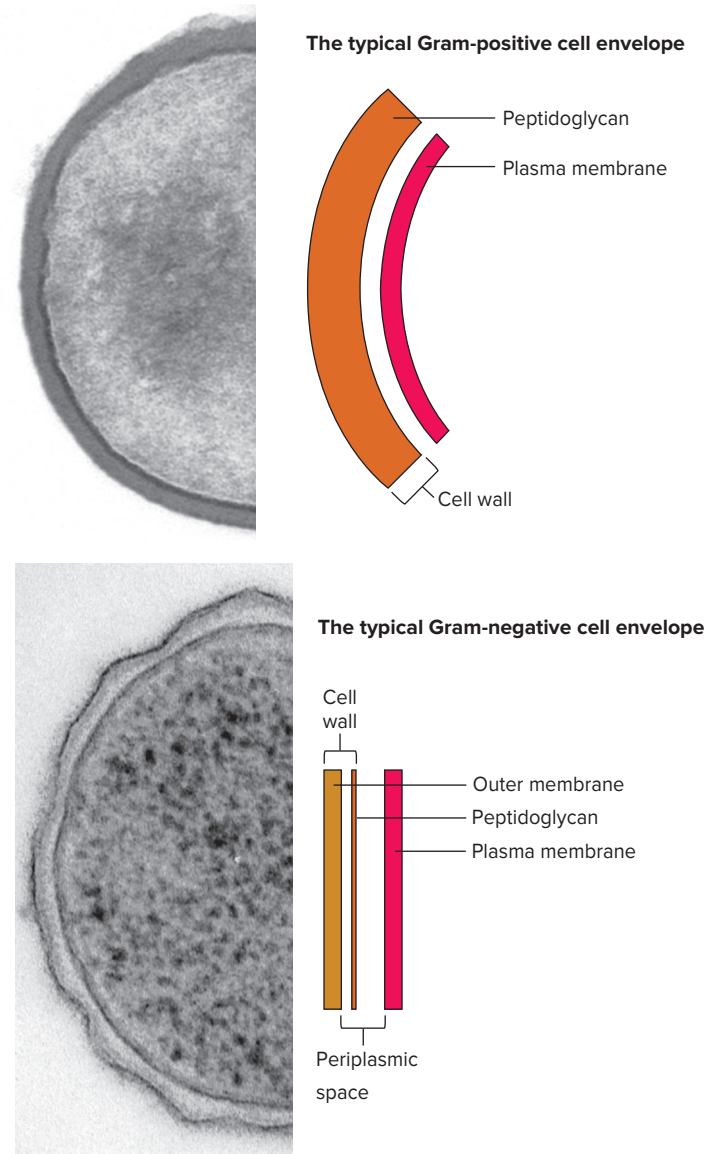 The typical Gram-positive cell envelope
Peptidoglycan
Plasma membrane
Cell wall
The typical Gram-negative cell envelope
Cell
wall
Outer membrane
Peptidoglycan
Plasma membrane
Periplasmic
space